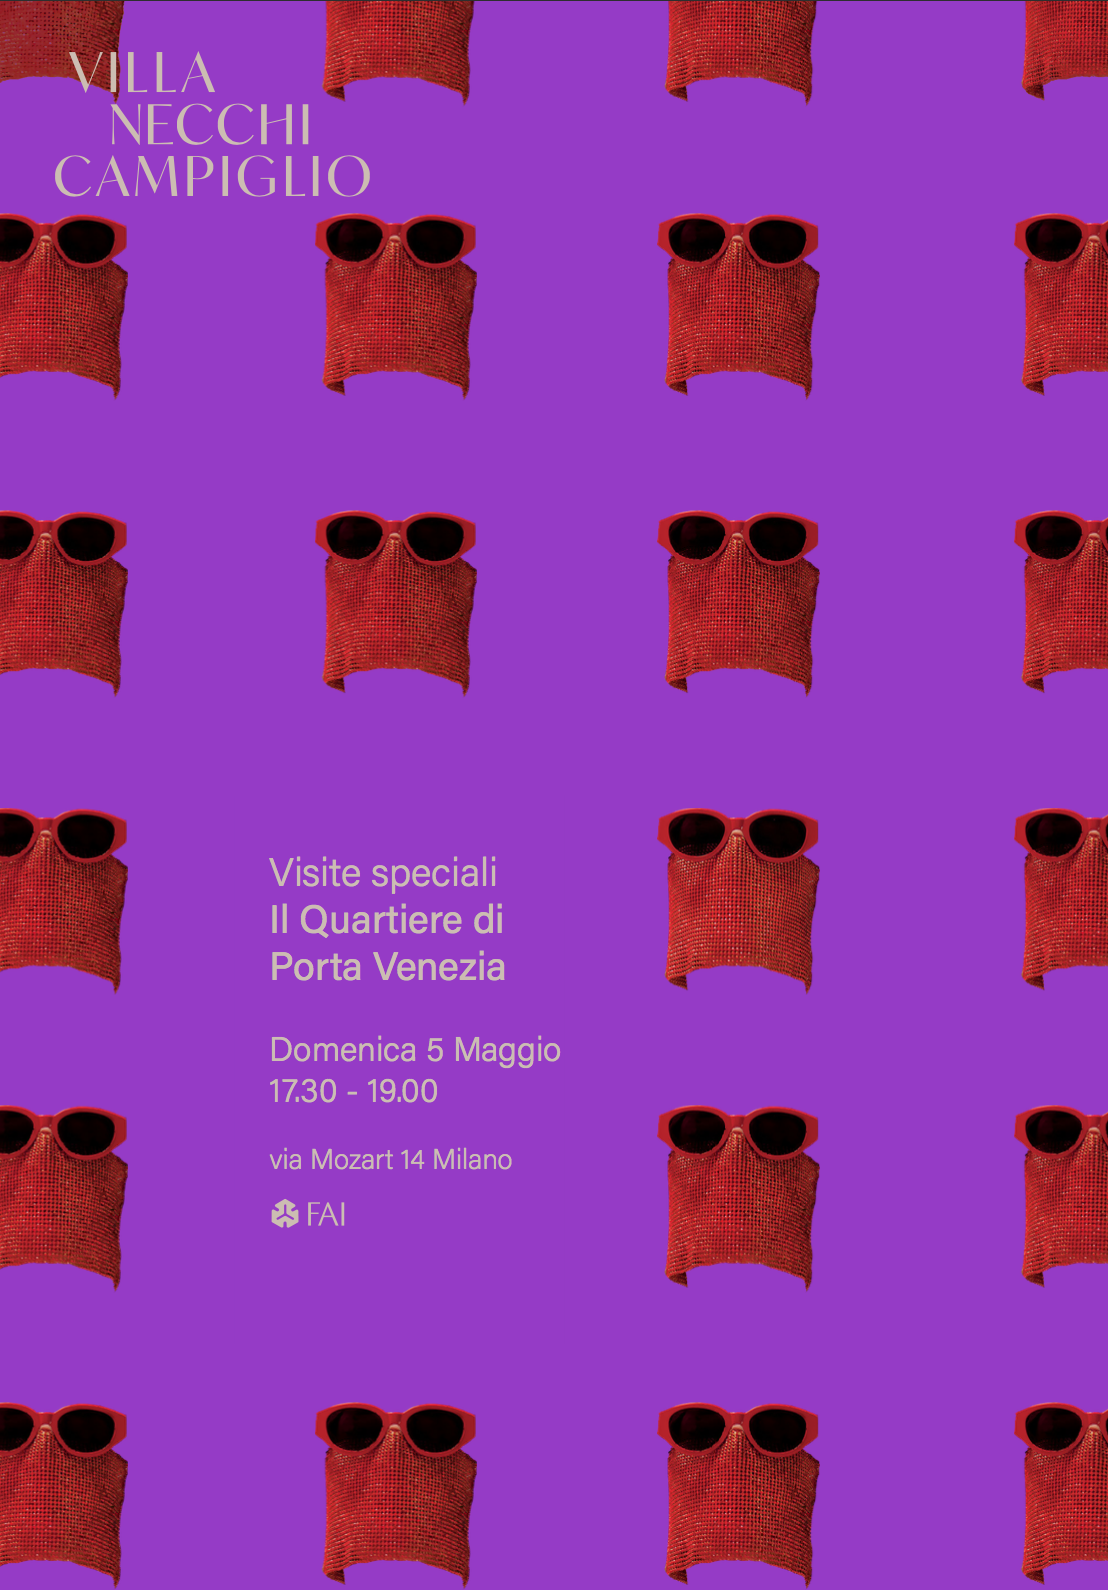 VILLA
NECCHI
CAMPIGLIO
Visite speciali
Il Quartiere di
Porta Venezia
Domenica 5 Maggio
17.30 - 19.00
via Mozart 14 Milano
FAI